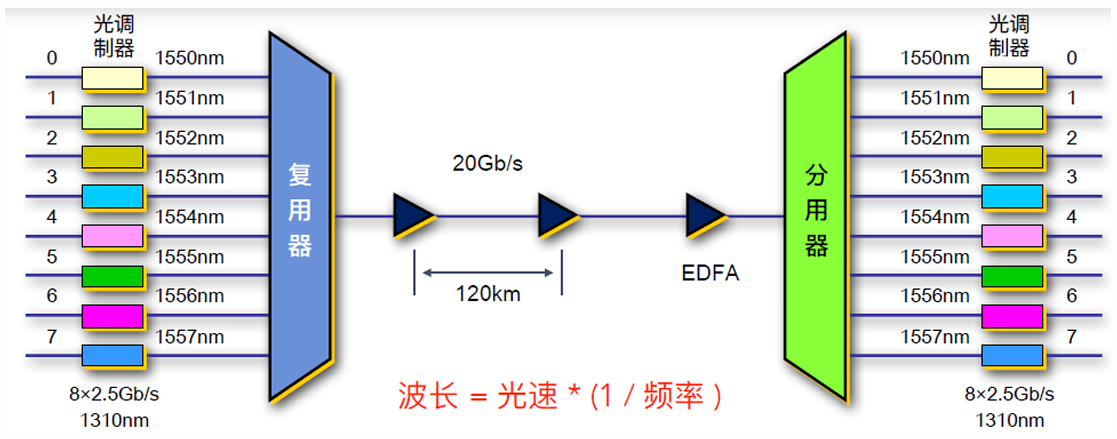 光调
制器
0 1550nm
1 1551nm
2 1552nm
3 1553nm
4 1554nm
5 1555nm
6 1556nm
7 1557nm
8×2.5Gb/s
1310nm
复用器
20Gb/s
120km
EDFA
波长 = 光速 * (1 / 频率 )
分用器
光调
制器
1550nm 0
1551nm 1
1552nm 2
1553nm 3
1554nm 4
1555nm 5
1556nm 6
1557nm 7
8×2.5Gb/s
1310nm